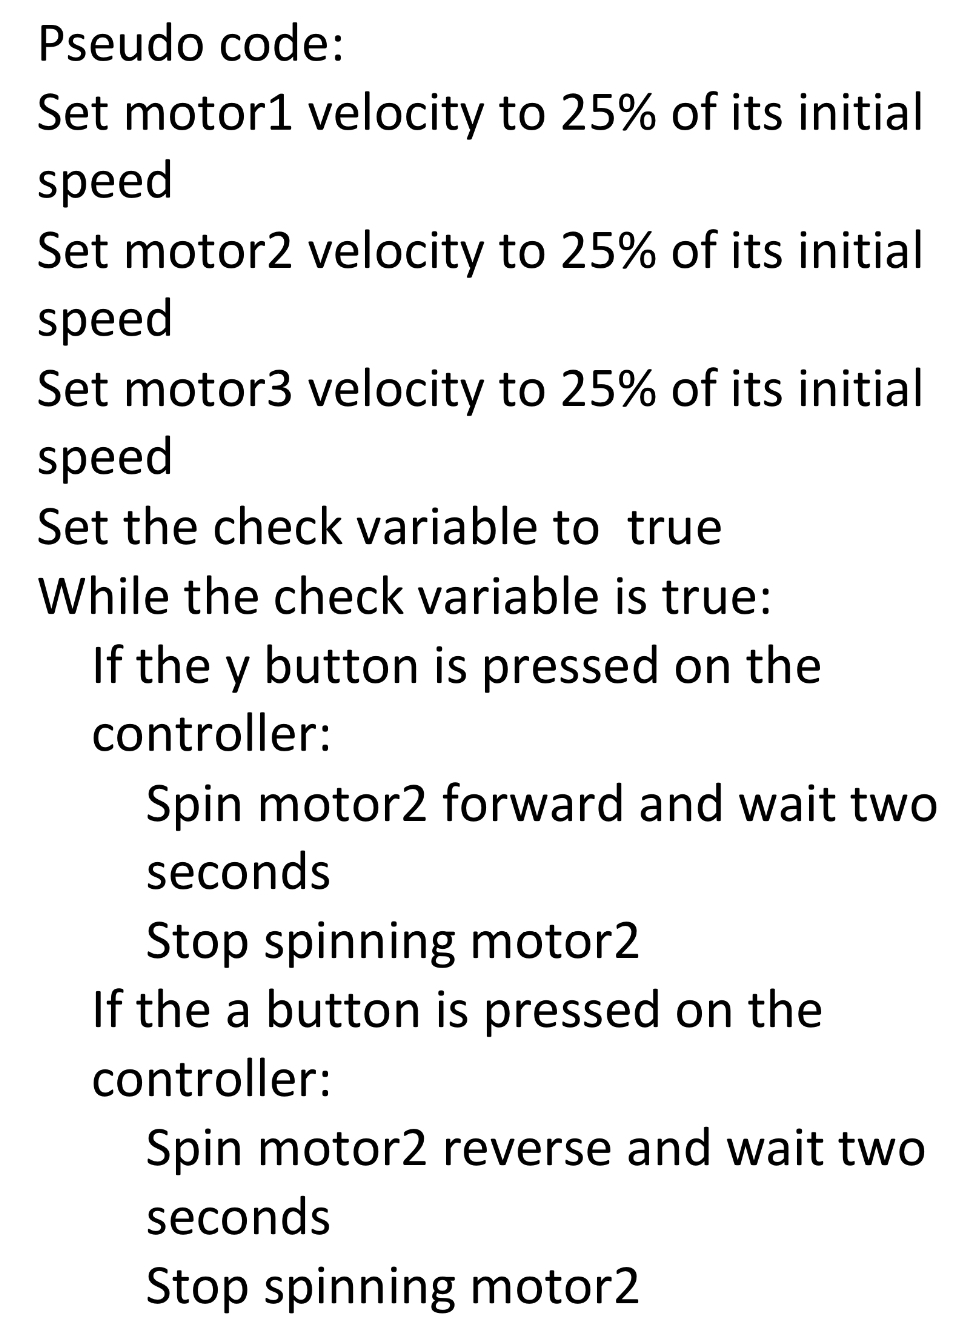 Pseudo code:
Set motor1 velocity to 25% of its initial
speed
Set motor2 velocity to 25% of its initial
speed
Set motor3 velocity to 25% of its initial
speed
Set the check variable to  true
While the check variable is true:
If the y button is pressed on the
controller:
Spin motor2 forward and wait two
seconds
Stop spinning motor2
If the a button is pressed on the
controller:
Spin motor2 reverse and wait two
seconds
Stop spinning motor2